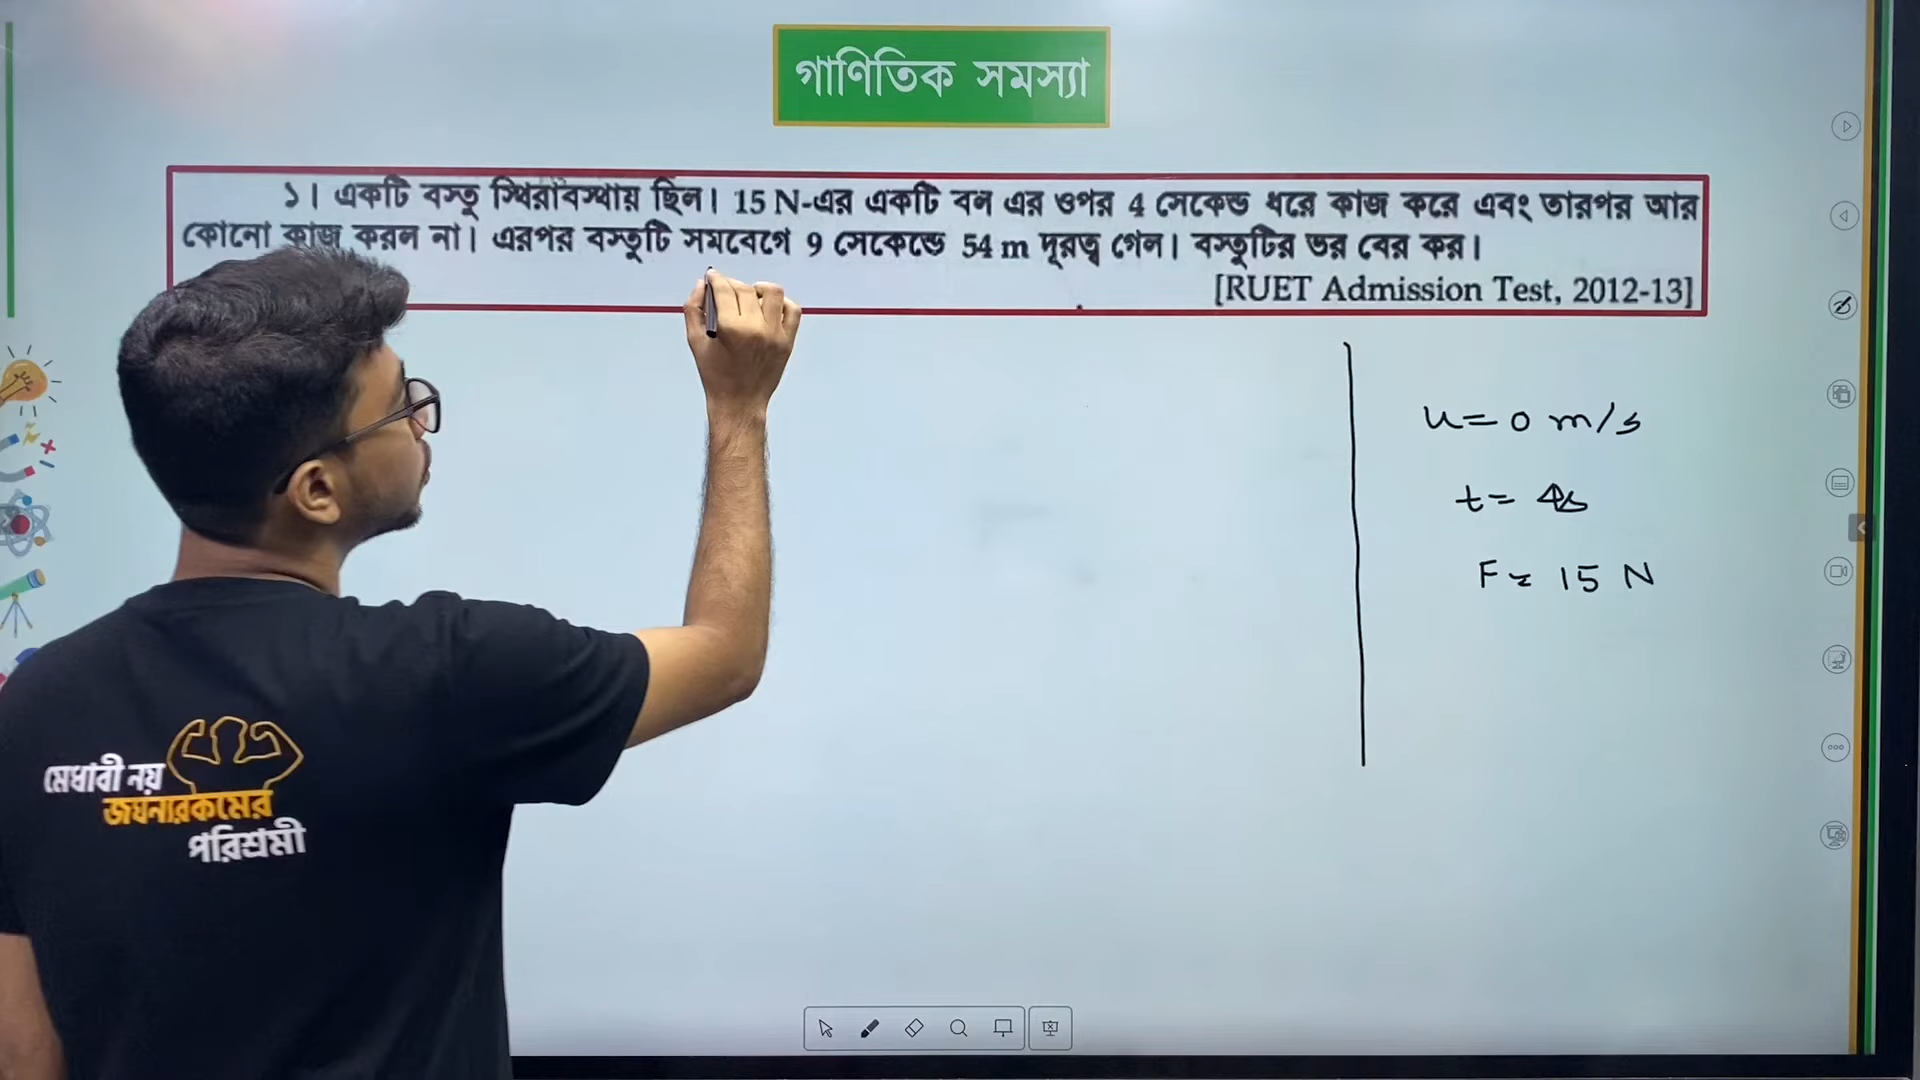 গাণিতিক সমস্যা
১। একটি বস্তু স্থিরাবস্থায় ছিল। 15 N-এর একটি বল এর ওপর 4 সেকেন্ড ধরে কাজ করে এবং তারপর আর
কোনো কাজ করল না। এরপর বস্তুটি সমবেগে 9 সেকেন্ডে 54 m দূরত্ব গেল। বস্তুটির ভর বের কর।
[RUET Admission Test, 2012-13]
u = 0 m/s
t = 4s
F = 15 N
মেধাবী নয়
জঘন্যরকমের
পরিশ্রমী